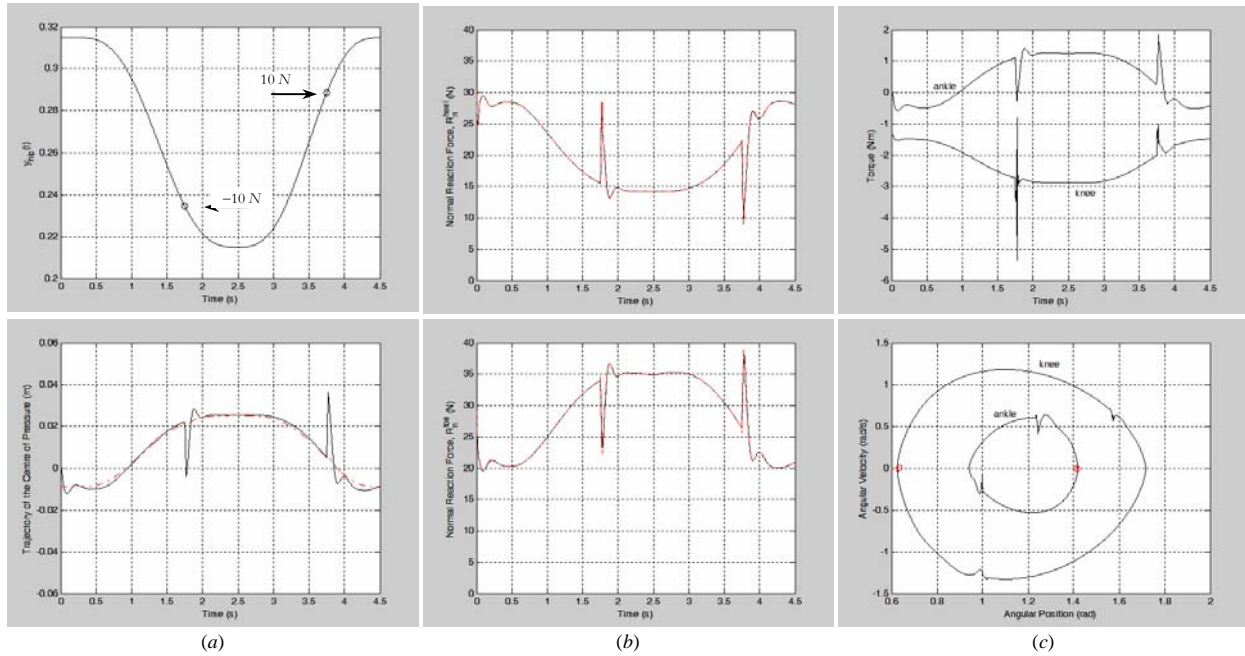 0.32
0.3
0.28
0.26
0.24
0.22
0.2
y_hip(t)
10 N
−10 N
0 0.5 1 1.5 2 2.5 3 3.5 4 4.5
Time (s)
40
35
30
25
20
15
10
5
0
Normal Reaction Force, R_n^heel (N)
0 0.5 1 1.5 2 2.5 3 3.5 4 4.5
Time (s)
2
1
0
-1
-2
-3
-4
-5
-6
Torque (Nm)
ankle
knee
0 0.5 1 1.5 2 2.5 3 3.5 4 4.5
Time (s)
0.06
0.04
0.02
0
-0.02
-0.04
-0.06
Trajectory of the Centre of Pressure (m)
0 0.5 1 1.5 2 2.5 3 3.5 4 4.5
Time (s)
40
35
30
25
20
15
10
5
0
Normal Reaction Force, R_n^toe (N)
0 0.5 1 1.5 2 2.5 3 3.5 4 4.5
Time (s)
1.5
1
0.5
0
-0.5
-1
-1.5
Angular Velocity (rad/s)
knee
ankle
0.6 0.8 1 1.2 1.4 1.6 1.8 2
Angular Position (rad)
(a)
(b)
(c)